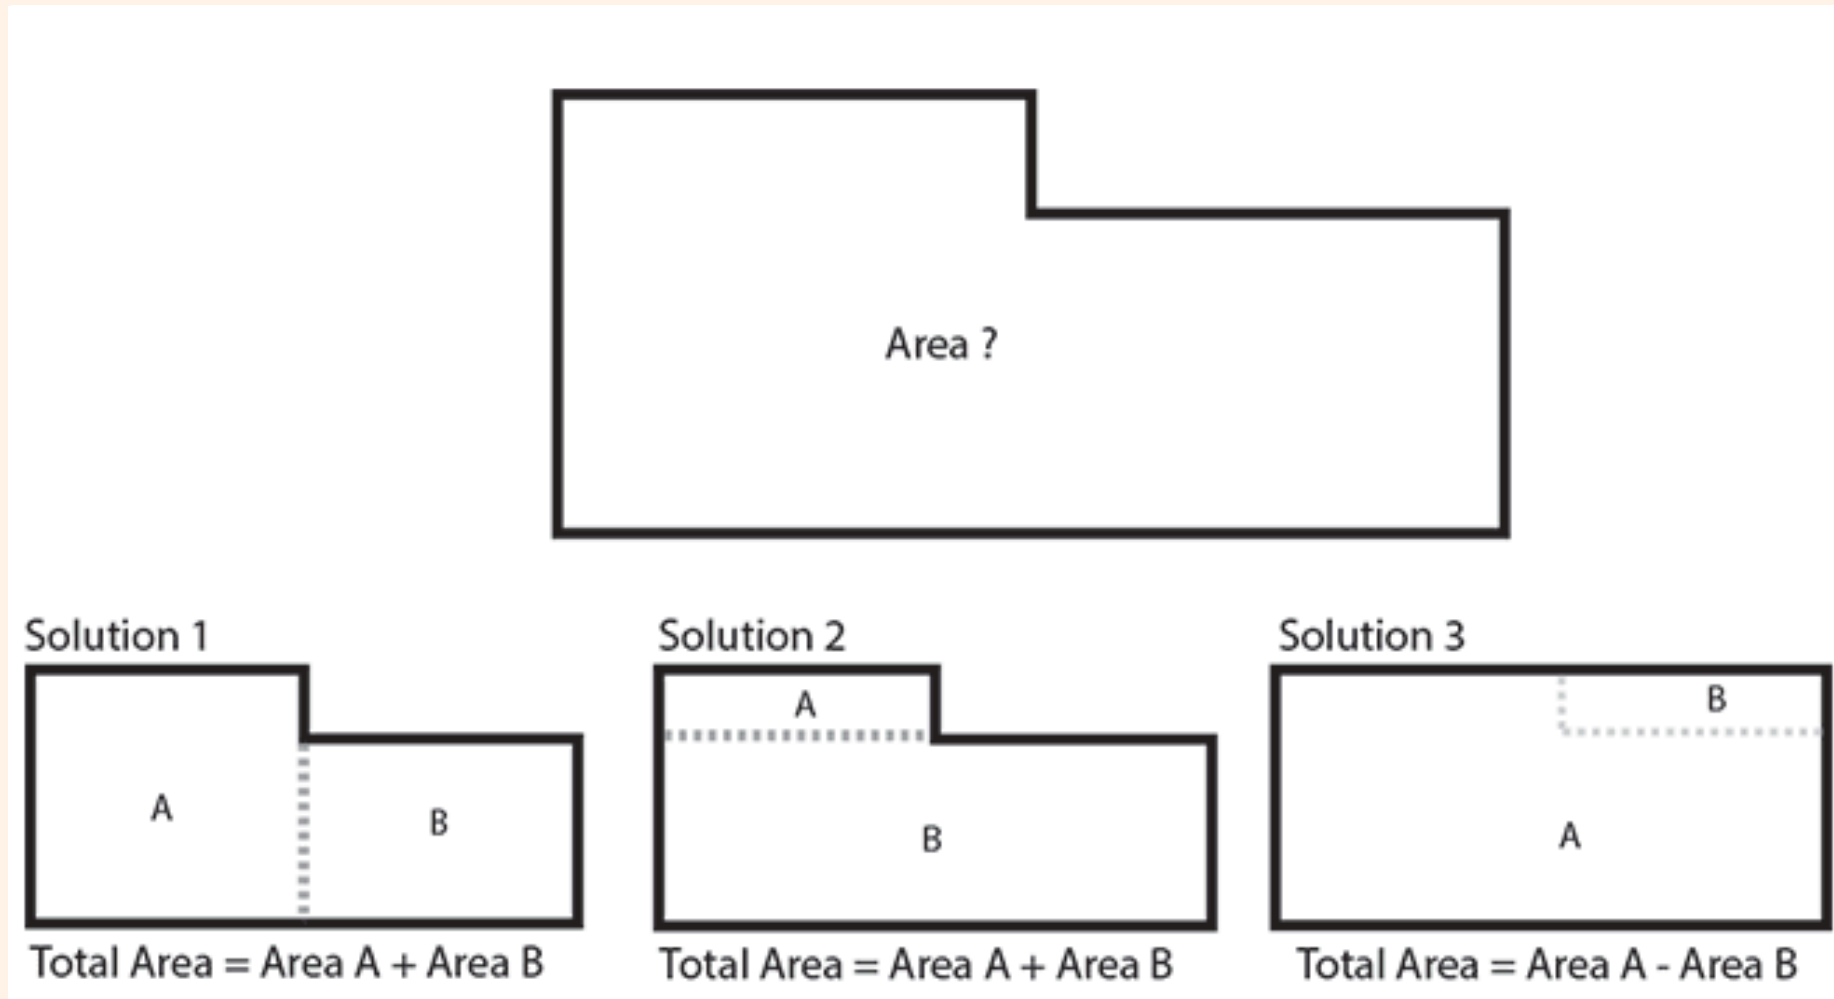 Area ?
Solution 1
A
B
Total Area = Area A + Area B
Solution 2
A
B
Total Area = Area A + Area B
Solution 3
B
A
Total Area = Area A - Area B